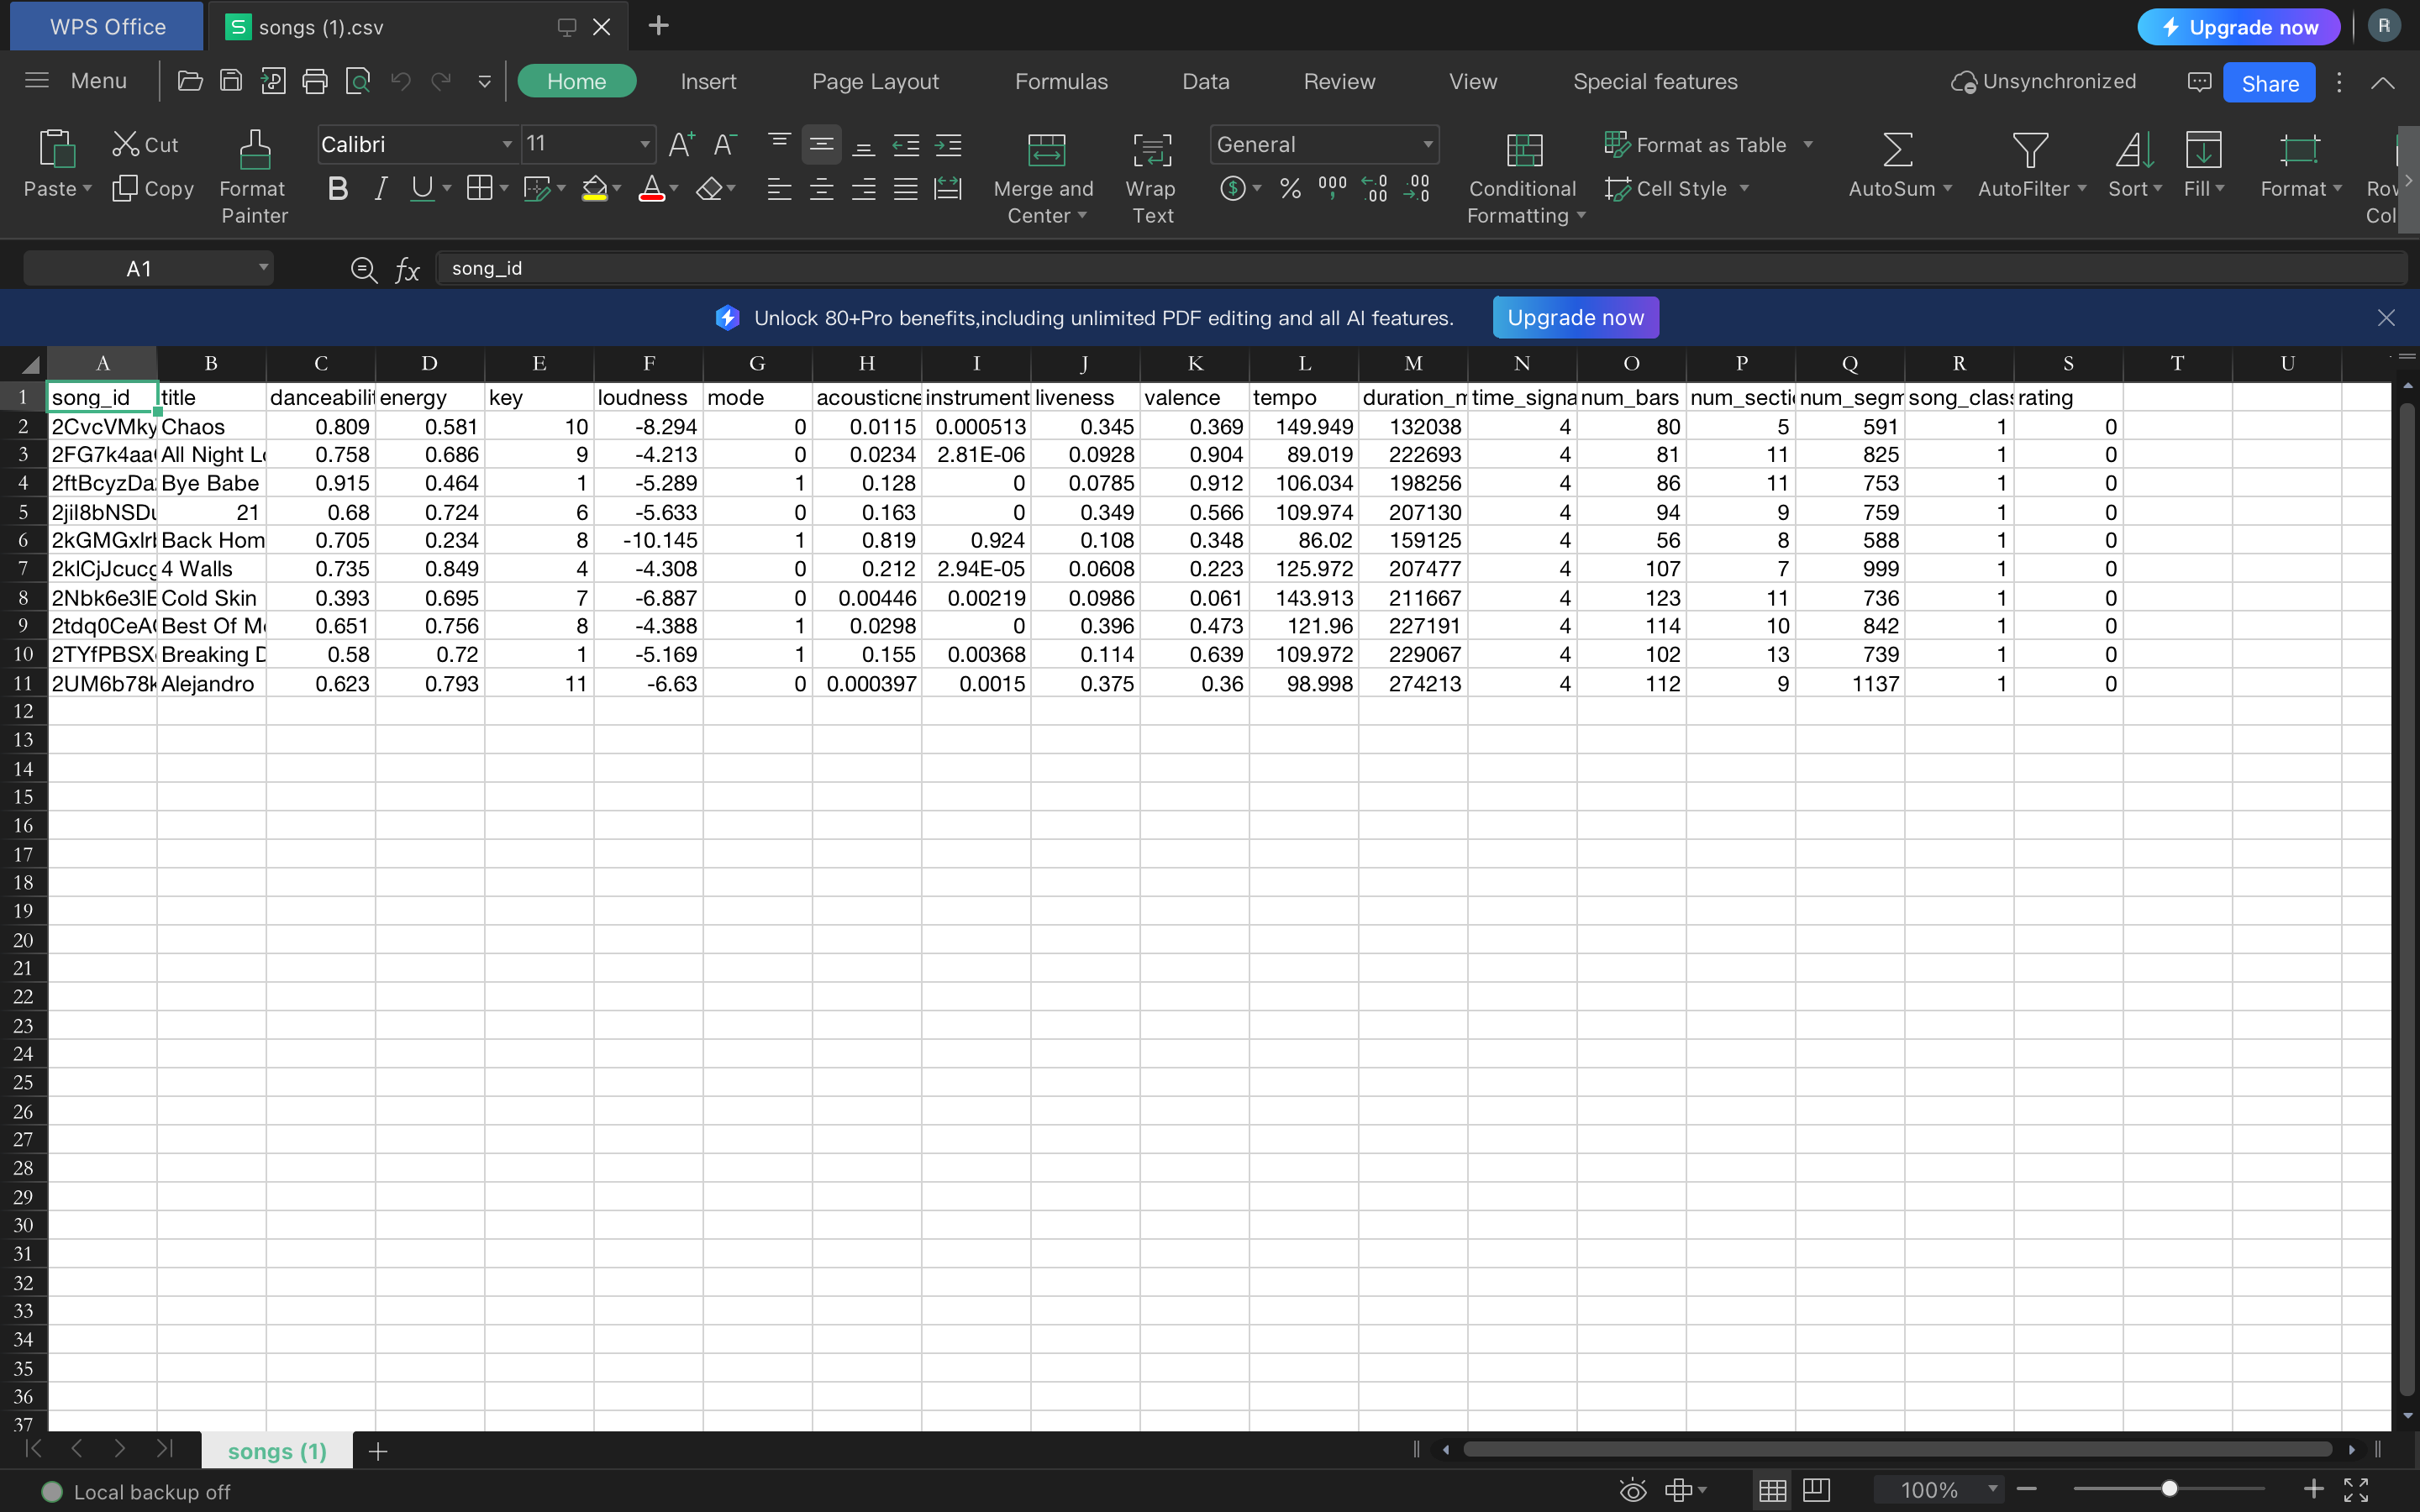 WPS Office songs (1).csv Upgrade now R
Menu Home Insert Page Layout Formulas Data Review View Special features Unsynchronized Share
Paste Cut Copy Format Painter Calibri 11 A+ A- B I U A Merge and Center Wrap Text General $ % 000 Conditional Formatting Format as Table Cell Style AutoSum AutoFilter Sort Fill Format
A1 fx song_id
Unlock 80+Pro benefits,including unlimited PDF editing and all AI features. Upgrade now
A B C D E F G H I J K L M N O P Q R S T U
1 song_id title danceabilit energy key loudness mode acousticne instrument liveness valence tempo duration_m time_signa num_bars num_secti num_segm song_class rating
2 2CvcVMky Chaos 0.809 0.581 10 -8.294 0 0.0115 0.000513 0.345 0.369 149.949 132038 4 80 5 591 1 0
3 2FG7k4aa All Night Lo 0.758 0.686 9 -4.213 0 0.0234 2.81E-06 0.0928 0.904 89.019 222693 4 81 11 825 1 0
4 2ftBcyzDa Bye Babe 0.915 0.464 1 -5.289 1 0.128 0 0.0785 0.912 106.034 198256 4 86 11 753 1 0
5 21 0.68 0.724 6 -5.633 0 0.163 0 0.349 0.566 109.974 207130 4 94 9 759 1 0
6 Back Hom 0.705 0.234 8 -10.145 1 0.819 0.924 0.108 0.348 86.02 159125 4 56 8 588 1 0
7 4 Walls 0.735 0.849 4 -4.308 0 0.212 2.94E-05 0.0608 0.223 125.972 207477 4 107 7 999 1 0
8 Cold Skin 0.393 0.695 7 -6.887 0 0.00446 0.00219 0.0986 0.061 143.913 211667 4 123 11 736 1 0
9 2tdq0CeA Best Of Me 0.651 0.756 8 -4.388 1 0.0298 0 0.396 0.473 121.96 227191 4 114 10 842 1 0
10 2TYfPBSX Breaking D 0.58 0.72 1 -5.169 1 0.155 0.00368 0.114 0.639 109.972 229067 4 102 13 739 1 0
11 2UM6b78k Alejandro 0.623 0.793 11 -6.63 0 0.000397 0.0015 0.375 0.36 98.998 274213 4 112 9 1137 1 0
12
13
14
15
16
17
18
19
20
21
22
23
24
25
26
27
28
29
30
31
32
33
34
35
36
37
songs (1)
Local backup off 100%